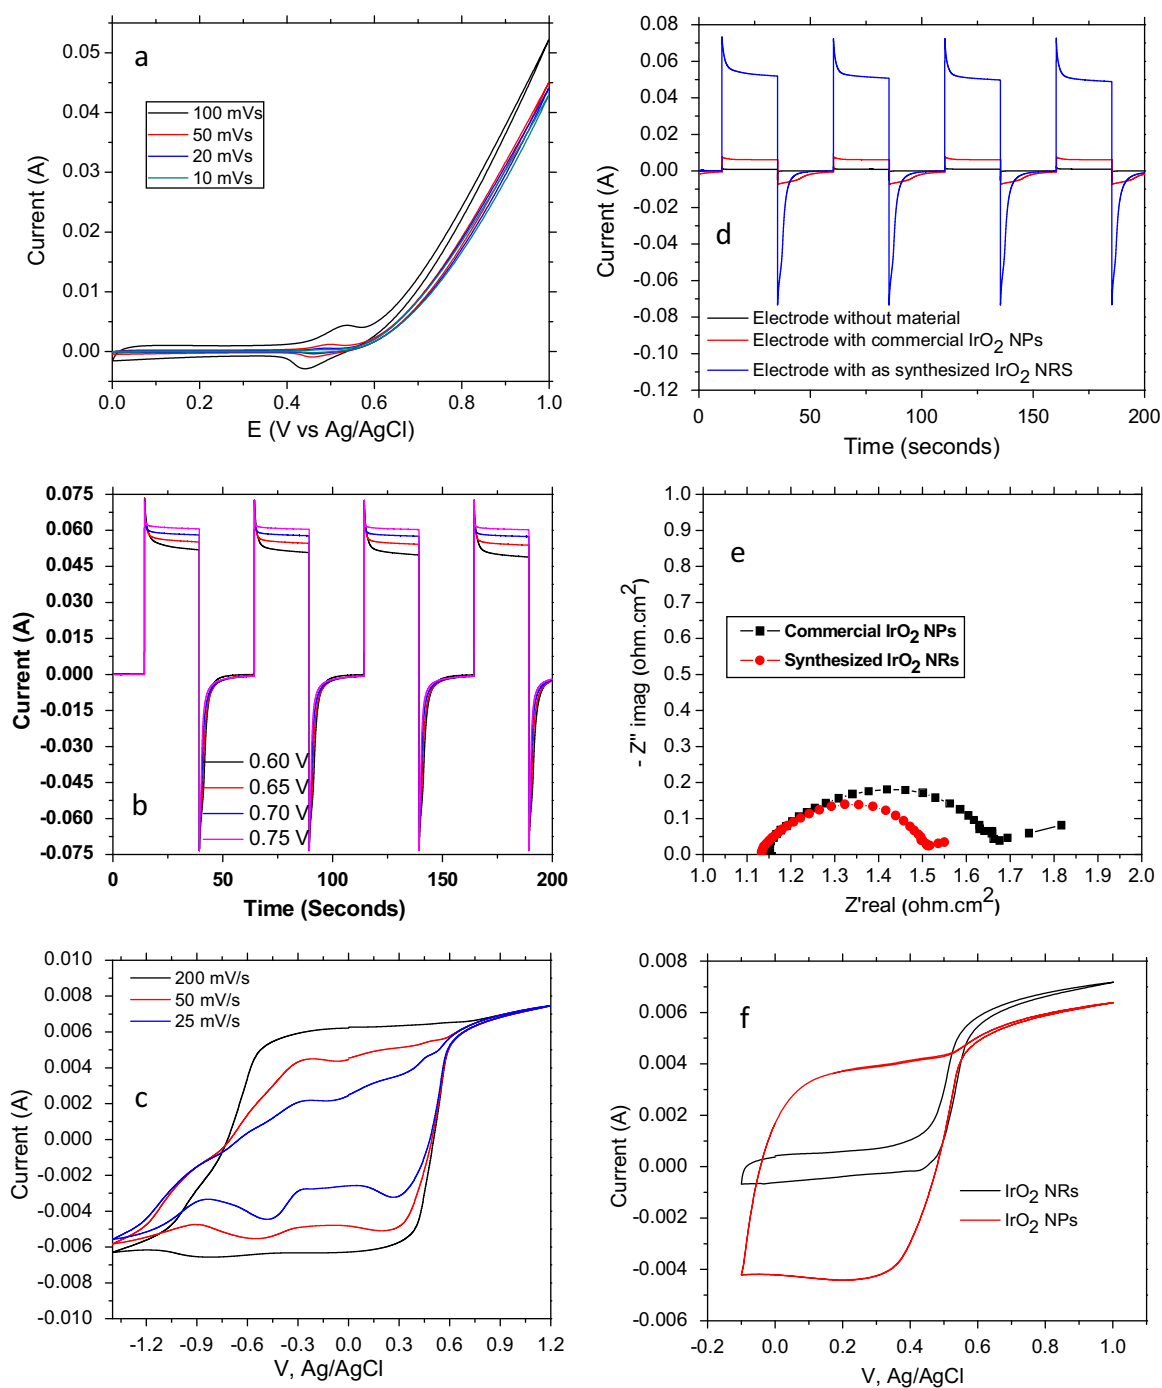 a
0.05
0.04
0.03
0.02
0.01
0.00
Current (A)
100 mVs
50 mVs
20 mVs
10 mVs
0.0 0.2 0.4 0.6 0.8 1.0
E (V vs Ag/AgCl)
d
0.08
0.06
0.04
0.02
0.00
-0.02
-0.04
-0.06
-0.08
-0.10
-0.12
Current (A)
Electrode without material
Electrode with commercial IrO2 NPs
Electrode with as synthesized IrO2 NRS
0 50 100 150 200
Time (seconds)
0.075
0.060
0.045
0.030
0.015
0.000
-0.015
-0.030
-0.045
-0.060
-0.075
Current (A)
b
0.60 V
0.65 V
0.70 V
0.75 V
0 50 100 150 200
Time (Seconds)
e
1.0
0.9
0.8
0.7
0.6
0.5
0.4
0.3
0.2
0.1
0.0
- Z'' imag (ohm.cm2)
Commercial IrO2 NPs
Synthesized IrO2 NRs
1.0 1.1 1.2 1.3 1.4 1.5 1.6 1.7 1.8 1.9 2.0
Z'real (ohm.cm2)
0.010
0.008
0.006
0.004
0.002
0.000
-0.002
-0.004
-0.006
-0.008
-0.010
Current (A)
200 mV/s
50 mV/s
25 mV/s
c
-1.2 -0.9 -0.6 -0.3 0.0 0.3 0.6 0.9 1.2
V, Ag/AgCl
f
0.008
0.006
0.004
0.002
0.000
-0.002
-0.004
-0.006
Current (A)
IrO2 NRs
IrO2 NPs
-0.2 0.0 0.2 0.4 0.6 0.8 1.0
V, Ag/AgCl